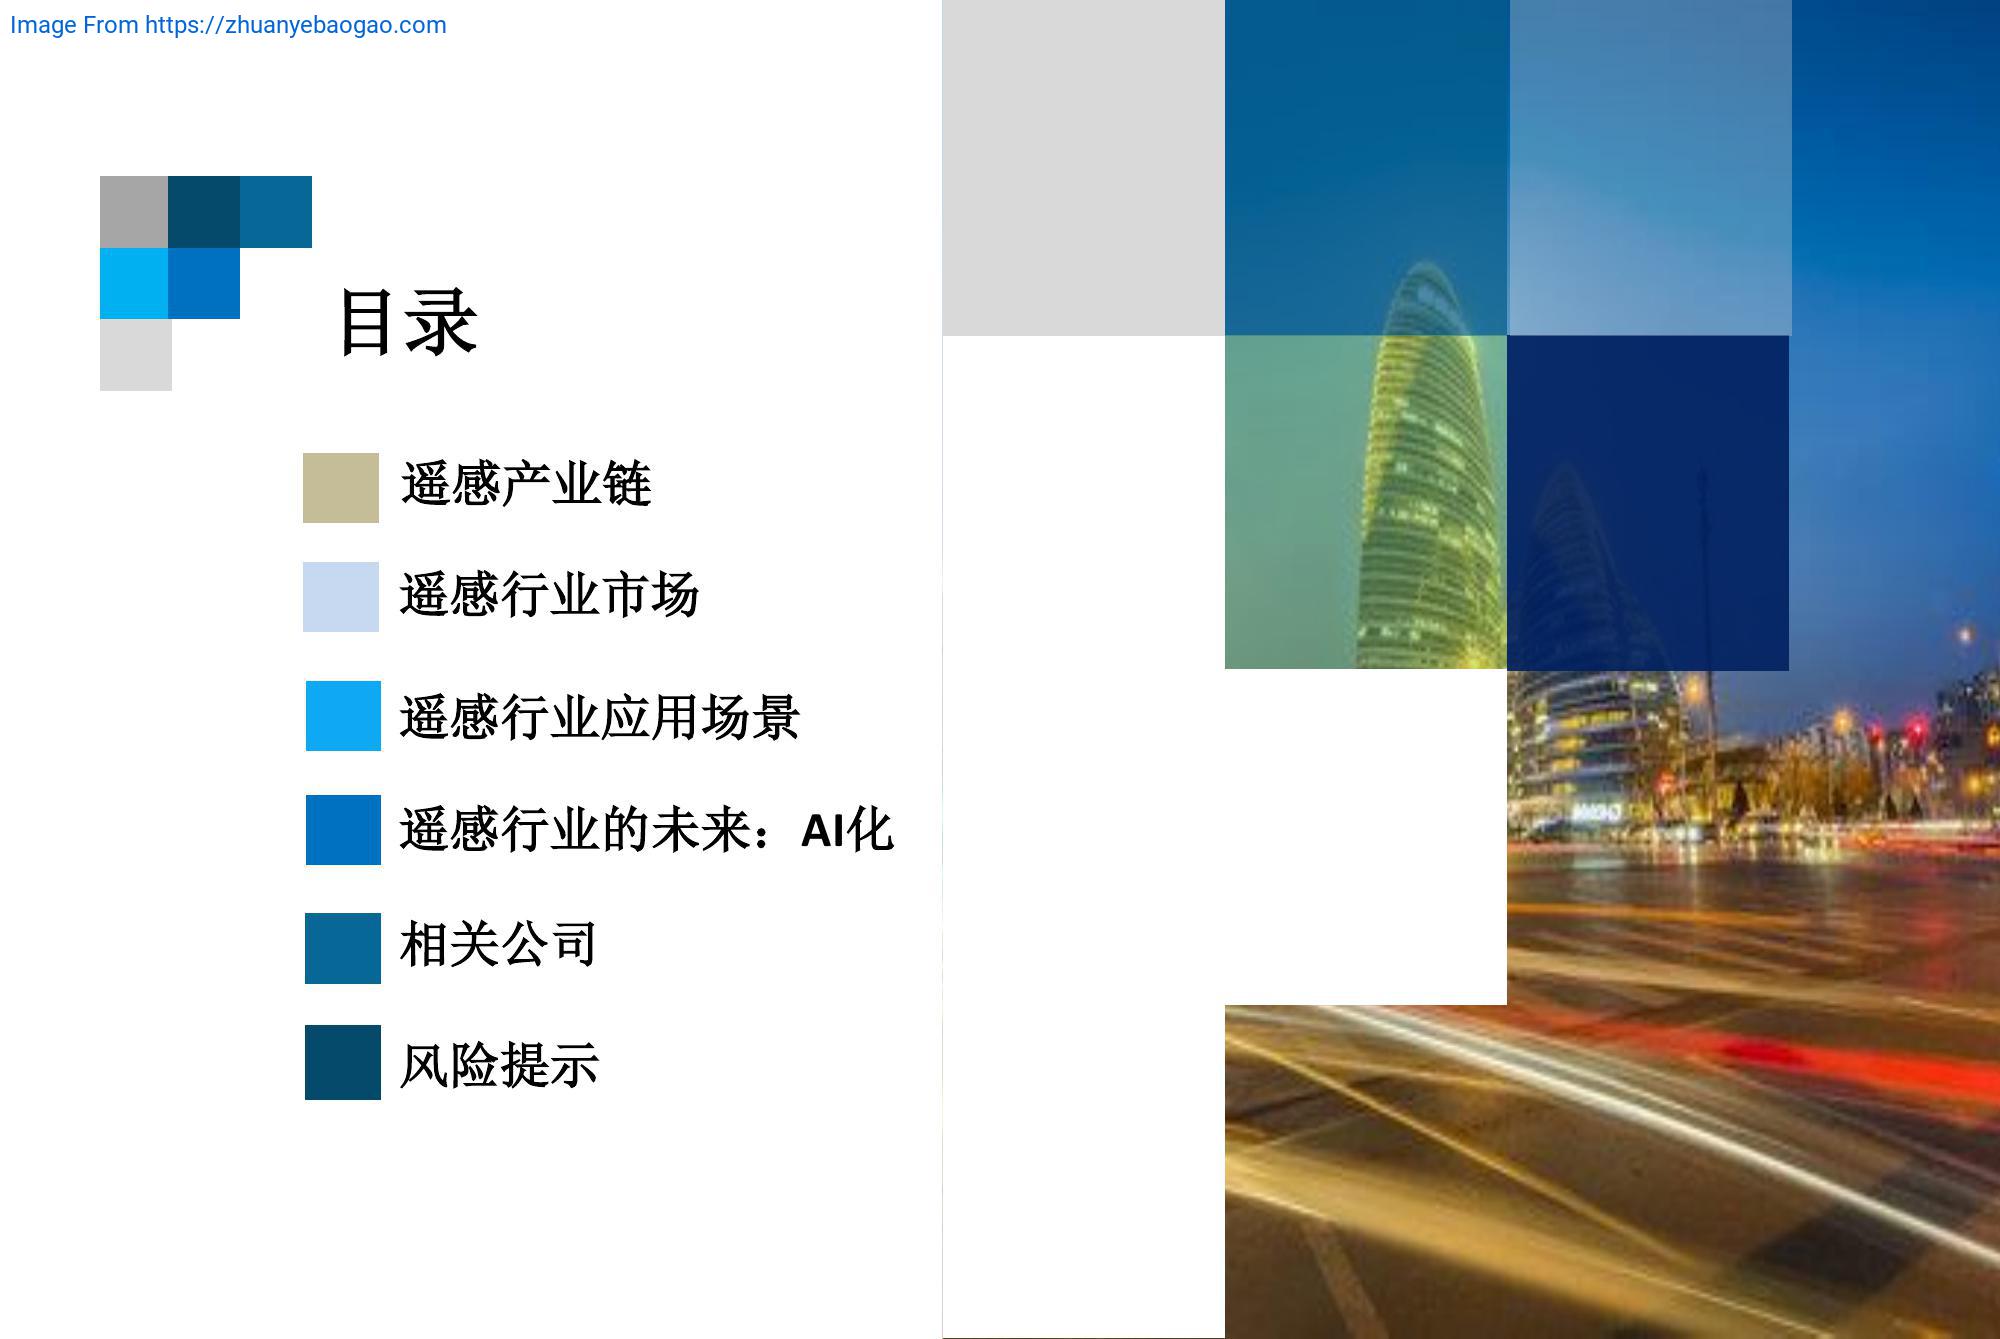 Image From https://zhuanyebaogao.com
目录
遥感产业链
遥感行业市场
遥感行业应用场景
遥感行业的未来：AI化
相关公司
风险提示